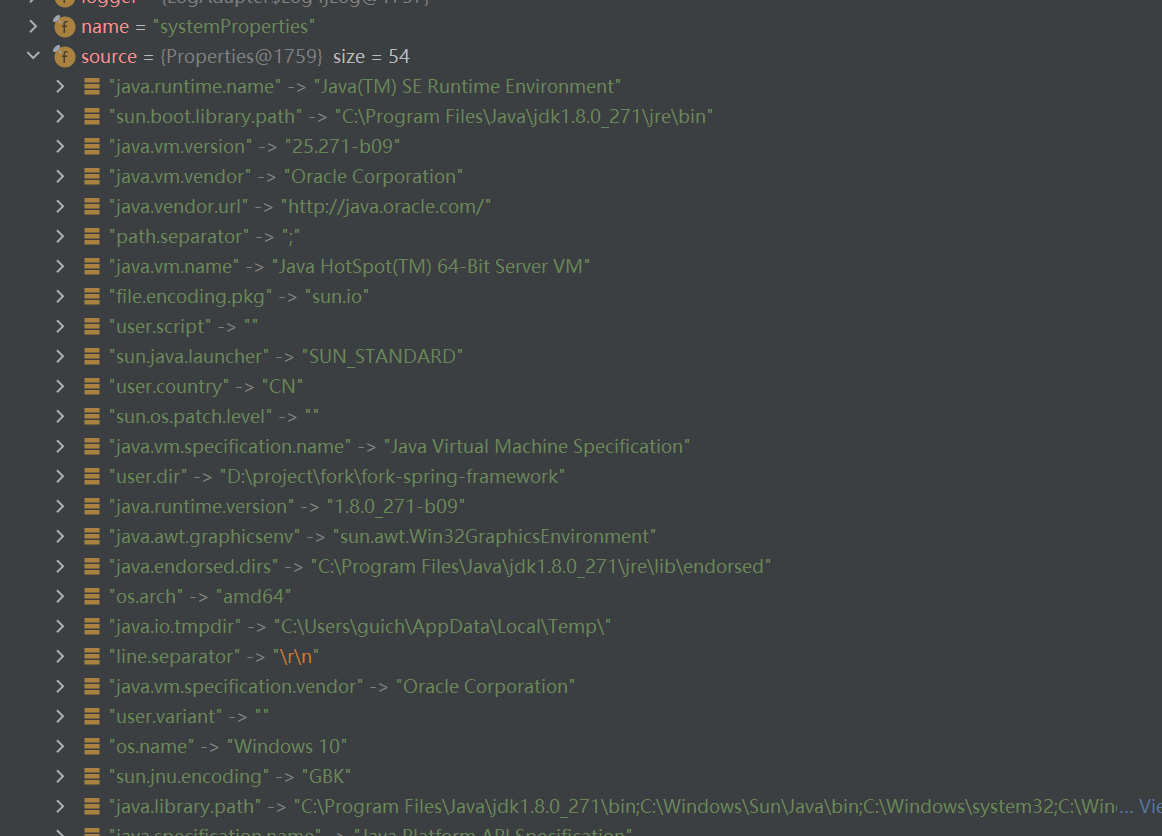 logger = {LogAdapter$Log4jLog@1757}
f name = "systemProperties"
f source = {Properties@1759} size = 54
"java.runtime.name" -> "Java(TM) SE Runtime Environment"
"sun.boot.library.path" -> "C:\Program Files\Java\jdk1.8.0_271\jre\bin"
"java.vm.version" -> "25.271-b09"
"java.vm.vendor" -> "Oracle Corporation"
"java.vendor.url" -> "http://java.oracle.com/"
"path.separator" -> ";"
"java.vm.name" -> "Java HotSpot(TM) 64-Bit Server VM"
"file.encoding.pkg" -> "sun.io"
"user.script" -> ""
"sun.java.launcher" -> "SUN_STANDARD"
"user.country" -> "CN"
"sun.os.patch.level" -> ""
"java.vm.specification.name" -> "Java Virtual Machine Specification"
"user.dir" -> "D:\project\fork\fork-spring-framework"
"java.runtime.version" -> "1.8.0_271-b09"
"java.awt.graphicsenv" -> "sun.awt.Win32GraphicsEnvironment"
"java.endorsed.dirs" -> "C:\Program Files\Java\jdk1.8.0_271\jre\lib\endorsed"
"os.arch" -> "amd64"
"java.io.tmpdir" -> "C:\Users\guich\AppData\Local\Temp\"
"line.separator" -> "\r\n"
"java.vm.specification.vendor" -> "Oracle Corporation"
"user.variant" -> ""
"os.name" -> "Windows 10"
"sun.jnu.encoding" -> "GBK"
"java.library.path" -> "C:\Program Files\Java\jdk1.8.0_271\bin;C:\Windows\Sun\Java\bin;C:\Windows\system32;C:\Win... Vie
"java.specification.name" -> "Java Platform API Specification"